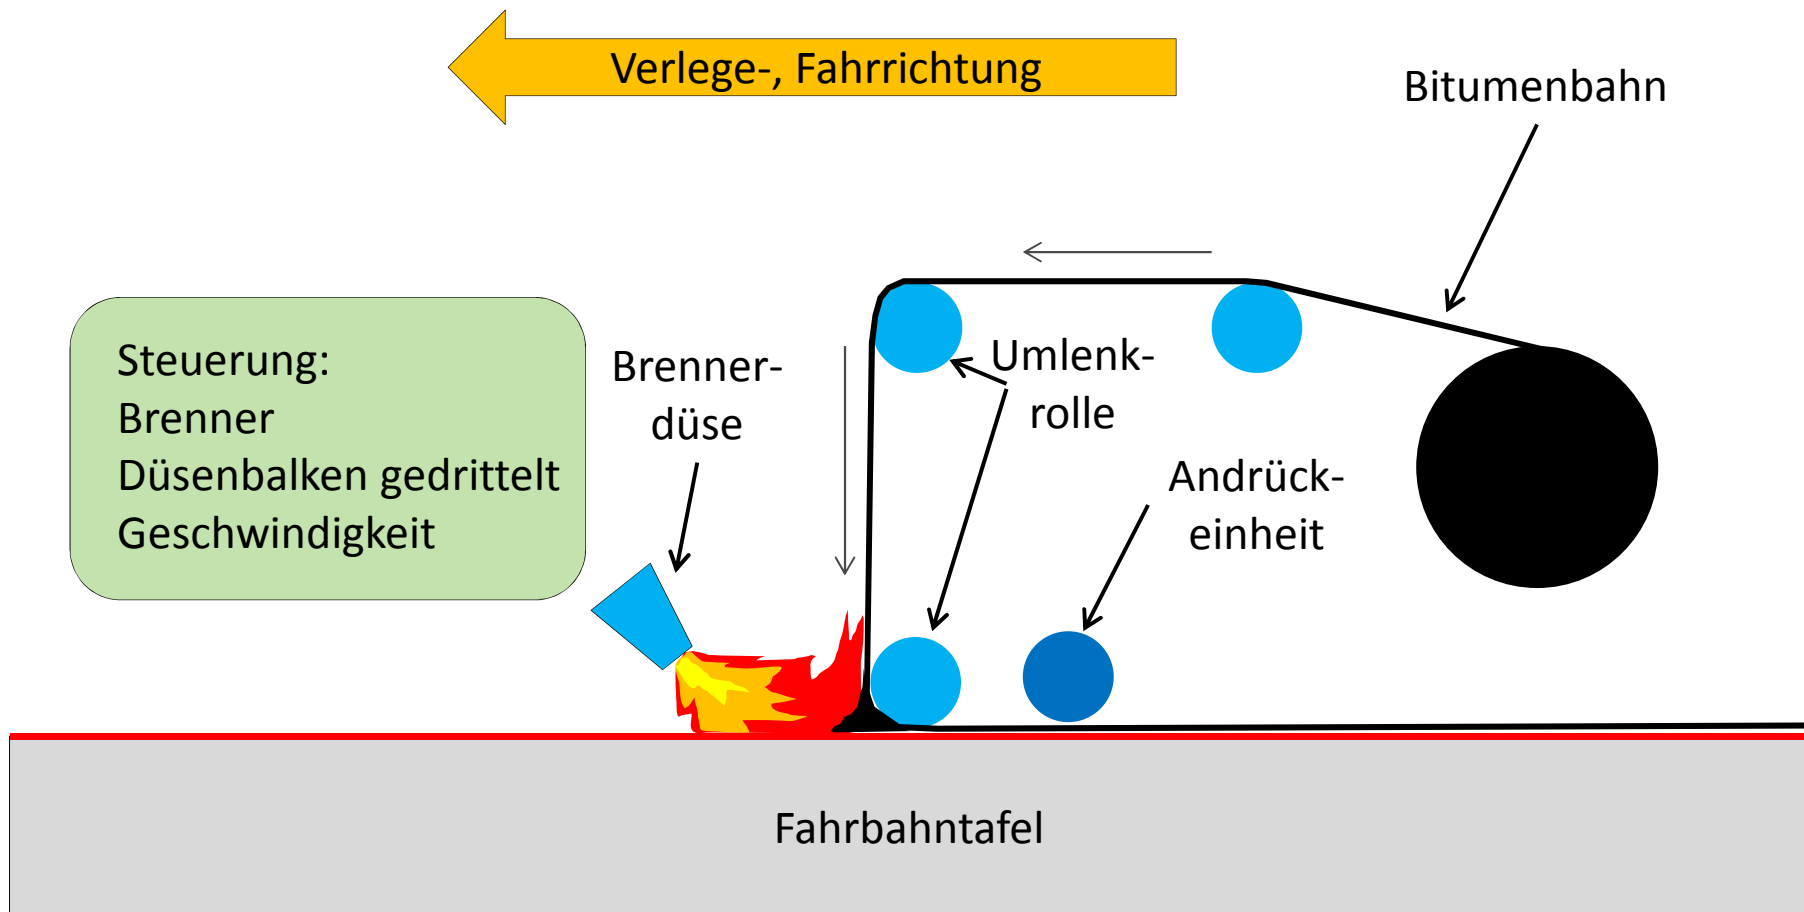 Verlege-, Fahrrichtung
Bitumenbahn
Steuerung:
Brenner
Düsenbalken gedrittelt
Geschwindigkeit
Brenner-
düse
Umlenk-
rolle
Andrück-
einheit
Fahrbahntafel